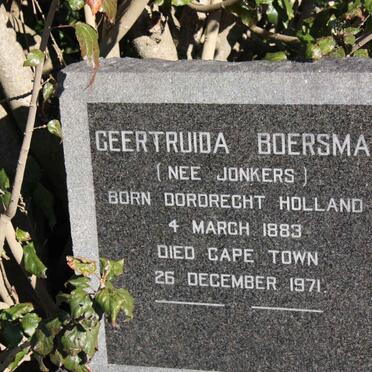 GEERTRUIDA BOERSMA
(NEE JONKERS)
BORN DORDRECHT HOLLAND
4 MARCH 1883
DIED CAPE TOWN
26 DECEMBER 1971